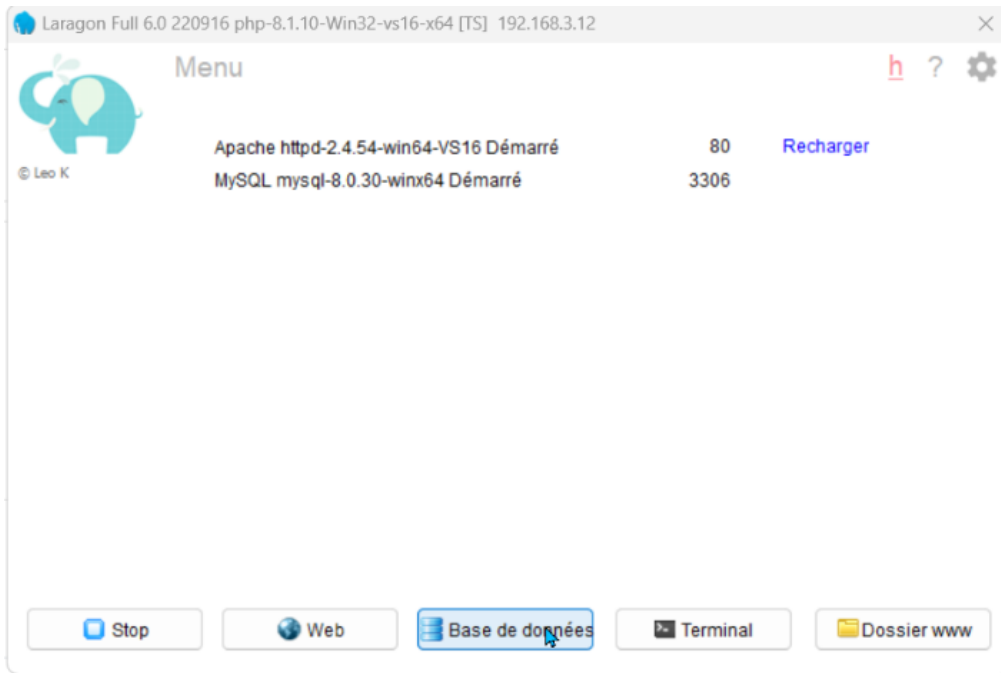 Laragon Full 6.0 220916 php-8.1.10-Win32-vs16-x64 [TS] 192.168.3.12
Menu
h ?
Apache httpd-2.4.54-win64-VS16 Démarré 80 Recharger
© Leo K
MySQL mysql-8.0.30-winx64 Démarré 3306
Stop Web Base de données Terminal Dossier www